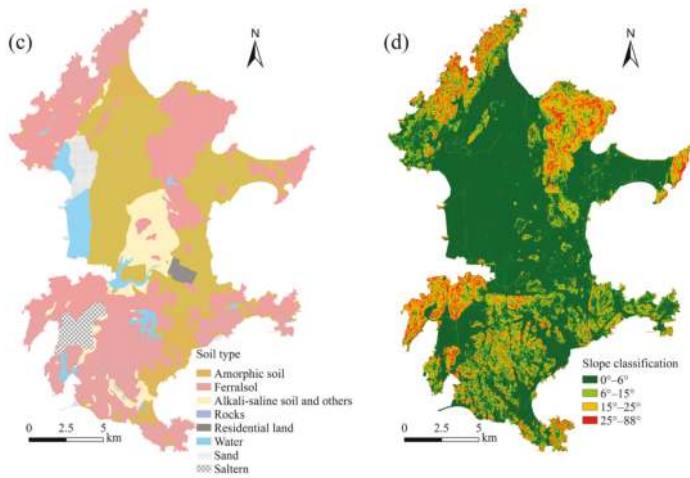 (c)
N
Soil type
Amorphic soil
Ferralsol
Alkali-saline soil and others
Rocks
Residential land
Water
Sand
Saltern
0 2.5 5
km
(d)
N
Slope classification
0°–6°
6°–15°
15°–25°
25°–88°
0 2.5 5
km